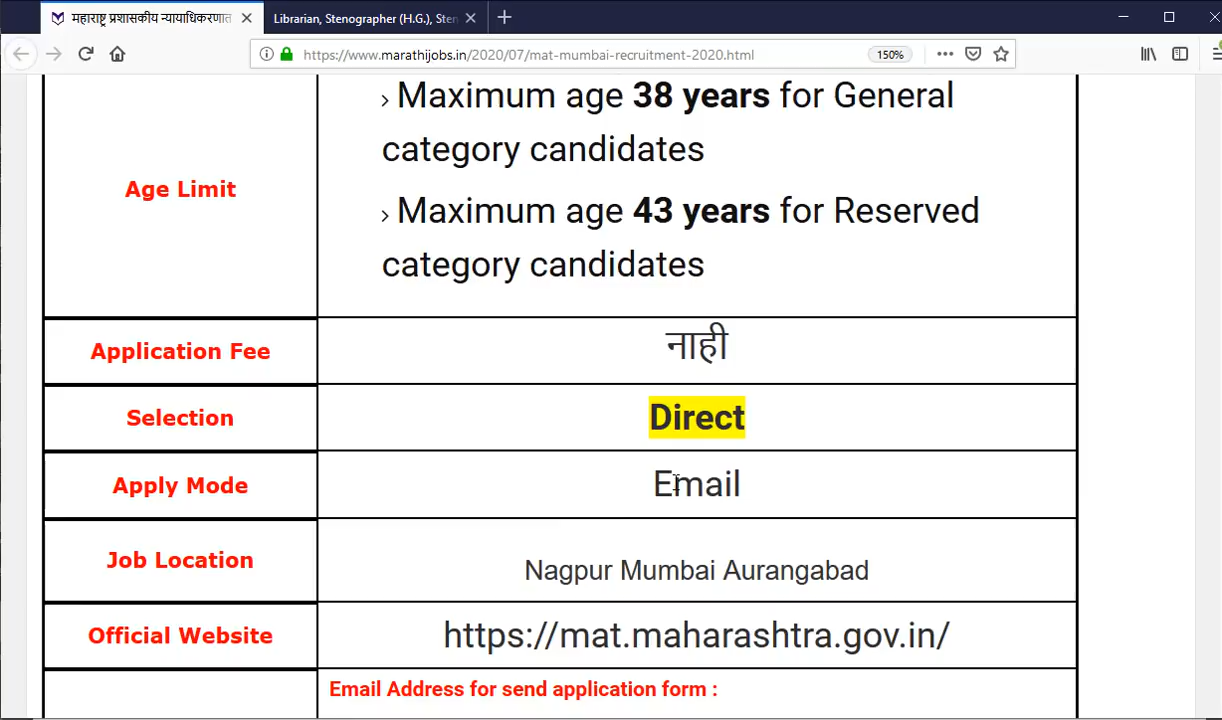 महाराष्ट्र प्रशासकीय न्यायाधिकरणात
Librarian, Stenographer (H.G.), Sten
https://www.marathijobs.in/2020/07/mat-mumbai-recruitment-2020.html
150%
Age Limit
› Maximum age 38 years for General
category candidates
› Maximum age 43 years for Reserved
category candidates
Application Fee
नाही
Selection
Direct
Apply Mode
Email
Job Location
Nagpur Mumbai Aurangabad
Official Website
https://mat.maharashtra.gov.in/
Email Address for send application form :